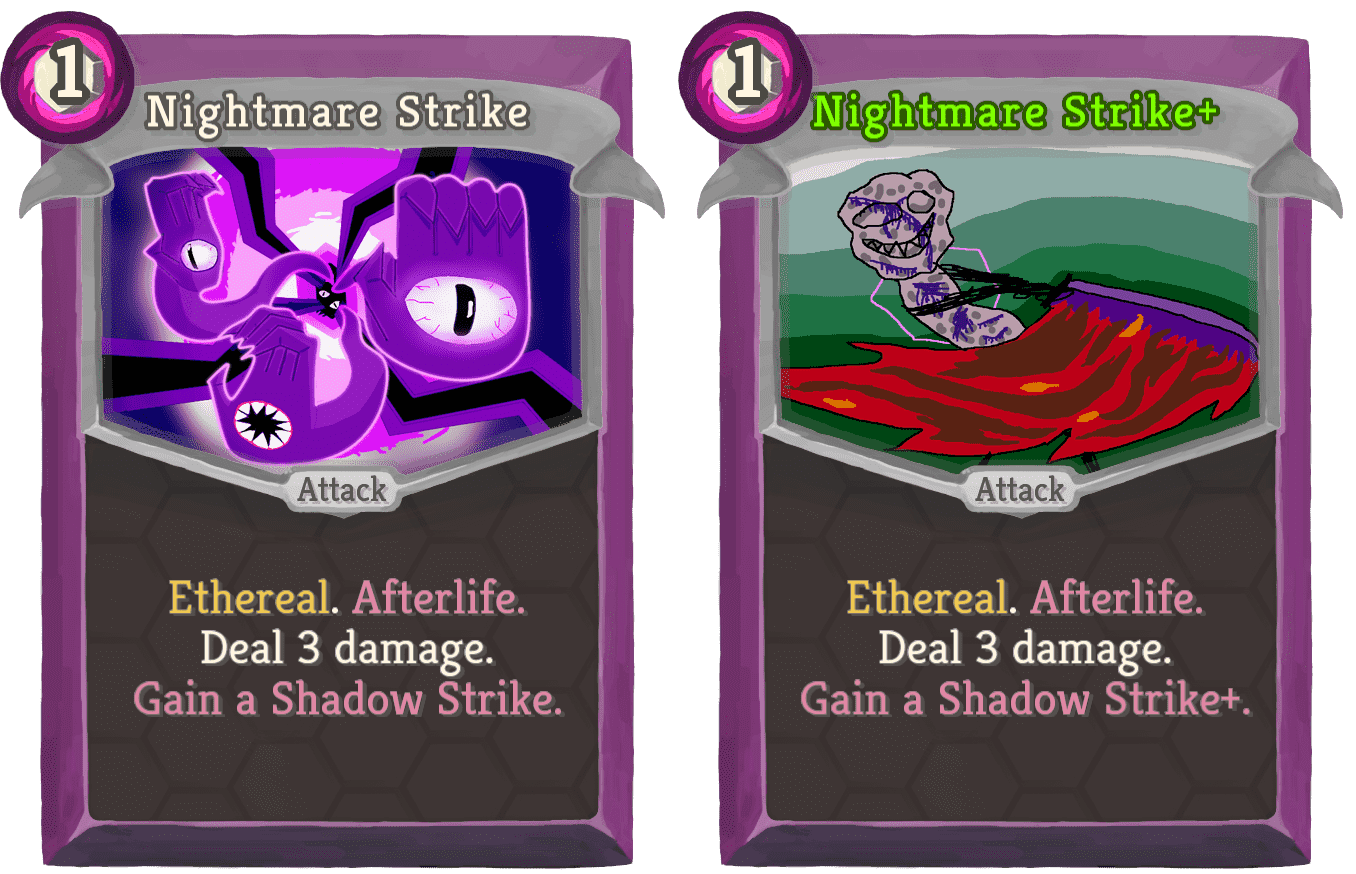 1
Nightmare Strike
Attack
Ethereal. Afterlife.
Deal 3 damage.
Gain a Shadow Strike.
1
Nightmare Strike+
Attack
Ethereal. Afterlife.
Deal 3 damage.
Gain a Shadow Strike+.